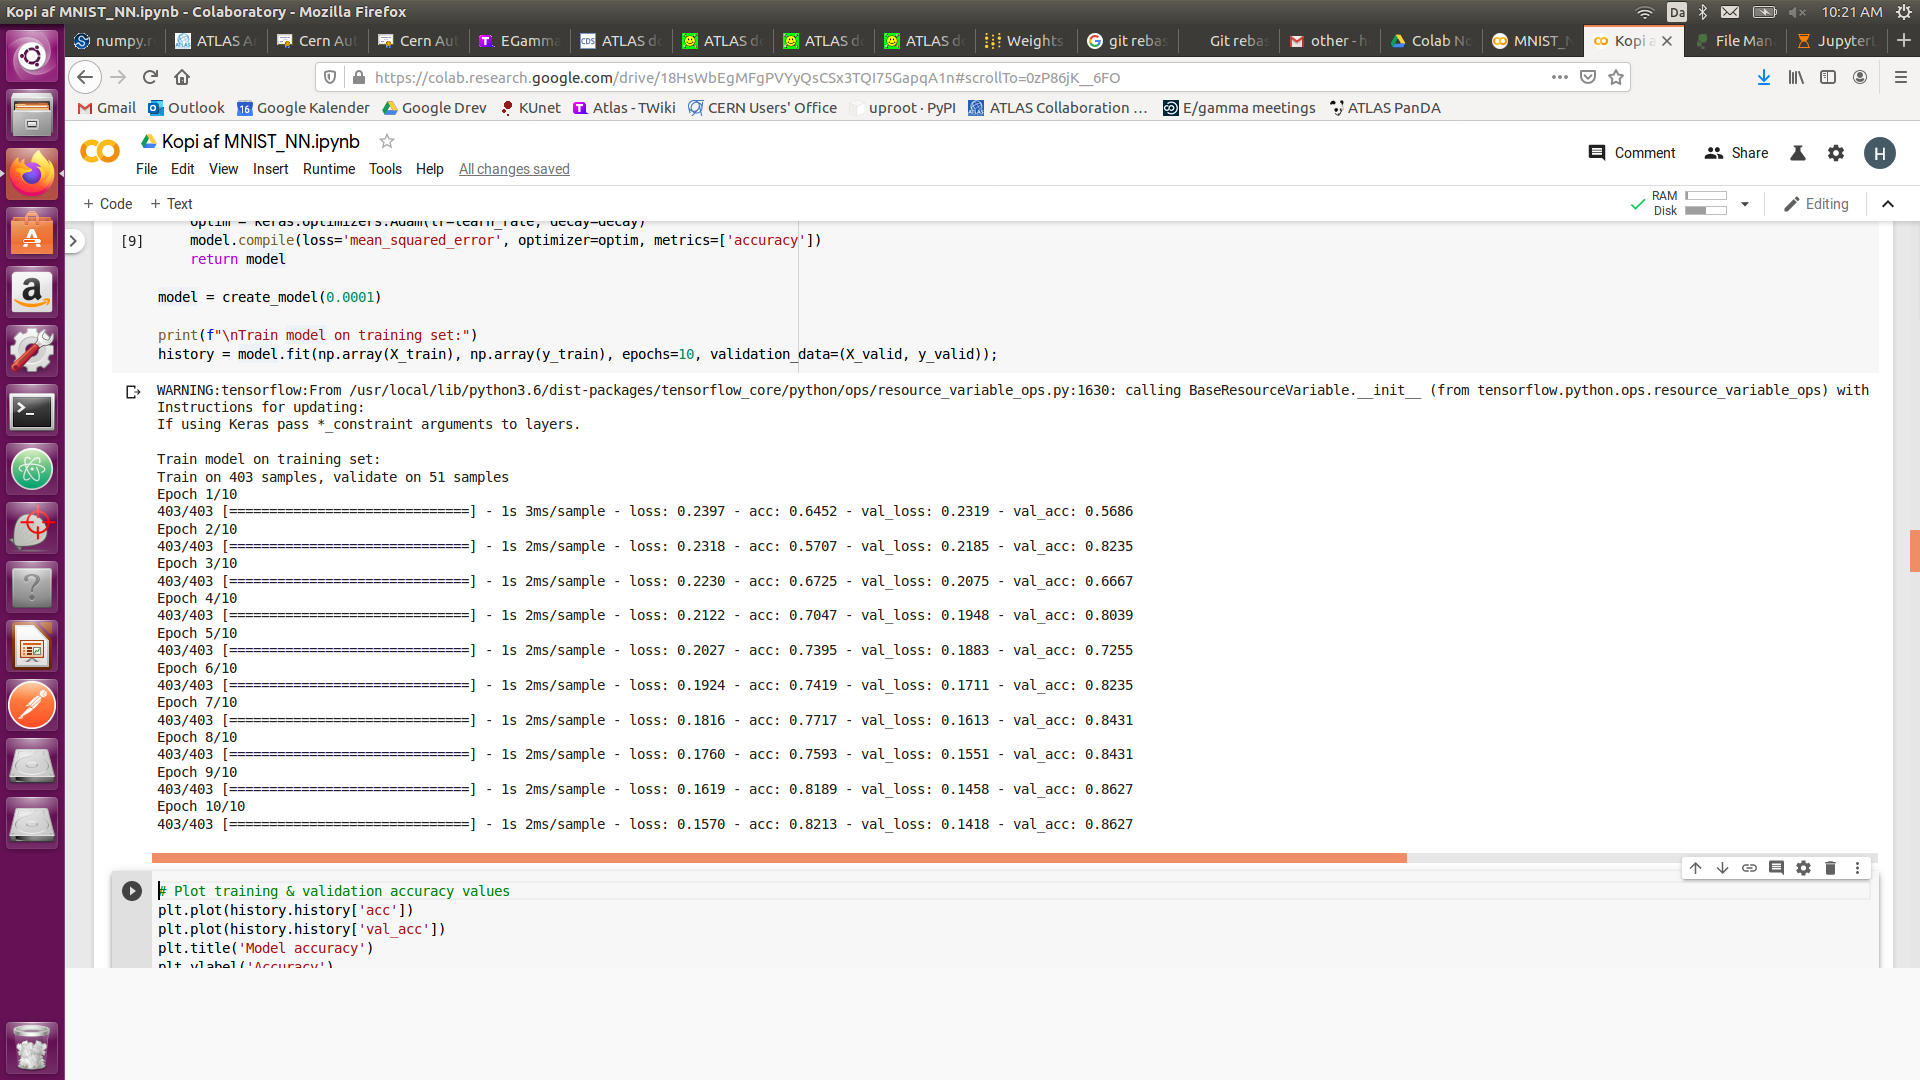 Kopi af MNIST_NN.ipynb - Colaboratory - Mozilla Firefox
Da
10:21 AM
numpy.r
ATLAS A
Cern Aut
Cern Aut
EGamma
ATLAS do
ATLAS do
ATLAS do
ATLAS do
Weights
git rebas
Git reba
other - h
Colab No
MNIST_N
Kopi a
File Man
Jupyter
https://colab.research.google.com/drive/18HsWbEgMFgPVYyQsCSx3TQI75GapqA1n#scrollTo=0zP86jK__6FO
Gmail
Outlook
Google Kalender
Google Drev
KUnet
Atlas - TWiki
CERN Users' Office
uproot · PyPI
ATLAS Collaboration ...
E/gamma meetings
ATLAS PanDA
Kopi af MNIST_NN.ipynb
File Edit View Insert Runtime Tools Help All changes saved
Comment
Share
H
+ Code + Text
RAM
Disk
Editing
optim = keras.optimizers.Adam(lr=learn_rate, decay=decay)
[9] model.compile(loss='mean_squared_error', optimizer=optim, metrics=['accuracy'])
return model
model = create_model(0.0001)
print(f"\nTrain model on training set:")
history = model.fit(np.array(X_train), np.array(y_train), epochs=10, validation_data=(X_valid, y_valid));
WARNING:tensorflow:From /usr/local/lib/python3.6/dist-packages/tensorflow_core/python/ops/resource_variable_ops.py:1630: calling BaseResourceVariable.__init__ (from tensorflow.python.ops.resource_variable_ops) with
Instructions for updating:
If using Keras pass *_constraint arguments to layers.
Train model on training set:
Train on 403 samples, validate on 51 samples
Epoch 1/10
403/403 [==============================] - 1s 3ms/sample - loss: 0.2397 - acc: 0.6452 - val_loss: 0.2319 - val_acc: 0.5686
Epoch 2/10
403/403 [==============================] - 1s 2ms/sample - loss: 0.2318 - acc: 0.5707 - val_loss: 0.2185 - val_acc: 0.8235
Epoch 3/10
403/403 [==============================] - 1s 2ms/sample - loss: 0.2230 - acc: 0.6725 - val_loss: 0.2075 - val_acc: 0.6667
Epoch 4/10
403/403 [==============================] - 1s 2ms/sample - loss: 0.2122 - acc: 0.7047 - val_loss: 0.1948 - val_acc: 0.8039
Epoch 5/10
403/403 [==============================] - 1s 2ms/sample - loss: 0.2027 - acc: 0.7395 - val_loss: 0.1883 - val_acc: 0.7255
Epoch 6/10
403/403 [==============================] - 1s 2ms/sample - loss: 0.1924 - acc: 0.7419 - val_loss: 0.1711 - val_acc: 0.8235
Epoch 7/10
403/403 [==============================] - 1s 2ms/sample - loss: 0.1816 - acc: 0.7717 - val_loss: 0.1613 - val_acc: 0.8431
Epoch 8/10
403/403 [==============================] - 1s 2ms/sample - loss: 0.1760 - acc: 0.7593 - val_loss: 0.1551 - val_acc: 0.8431
Epoch 9/10
403/403 [==============================] - 1s 2ms/sample - loss: 0.1619 - acc: 0.8189 - val_loss: 0.1458 - val_acc: 0.8627
Epoch 10/10
403/403 [==============================] - 1s 2ms/sample - loss: 0.1570 - acc: 0.8213 - val_loss: 0.1418 - val_acc: 0.8627
# Plot training & validation accuracy values
plt.plot(history.history['acc'])
plt.plot(history.history['val_acc'])
plt.title('Model accuracy')
plt.ylabel('Accuracy')